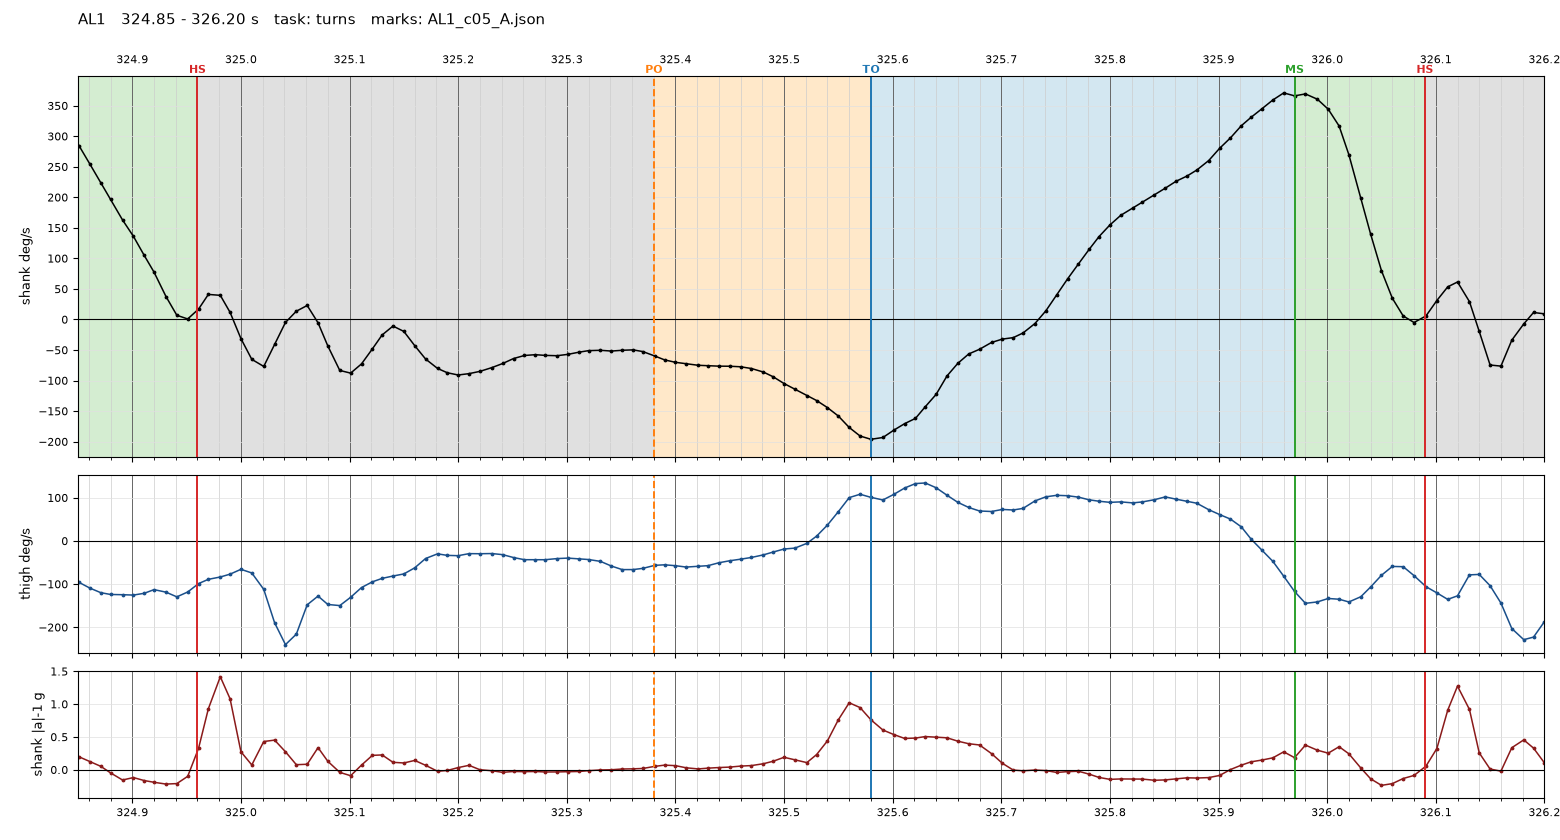 AL1   324.85 - 326.20 s   task: turns   marks: AL1_c05_A.json
324.9 325.0 325.1 325.2 325.3 325.4 325.5 325.6 325.7 325.8 325.9 326.0 326.1 326.2
HS PO TO MS HS
shank deg/s
350
300
250
200
150
100
50
0
−50
−100
−150
−200
thigh deg/s
100
0
−100
−200
shank |a|-1 g
1.5
1.0
0.5
0.0
324.9 325.0 325.1 325.2 325.3 325.4 325.5 325.6 325.7 325.8 325.9 326.0 326.1 326.2